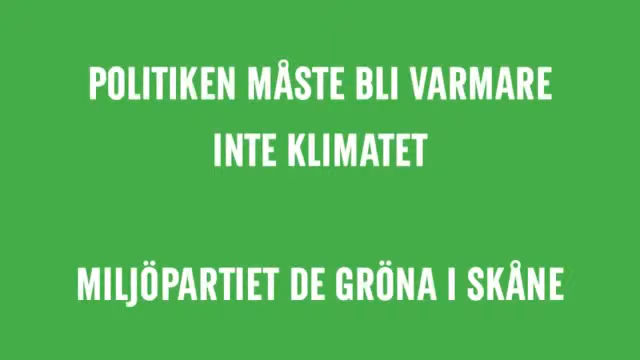 POLITIKEN MÅSTE BLI VARMARE
INTE KLIMATET
MILJÖPARTIET DE GRÖNA I SKÅNE